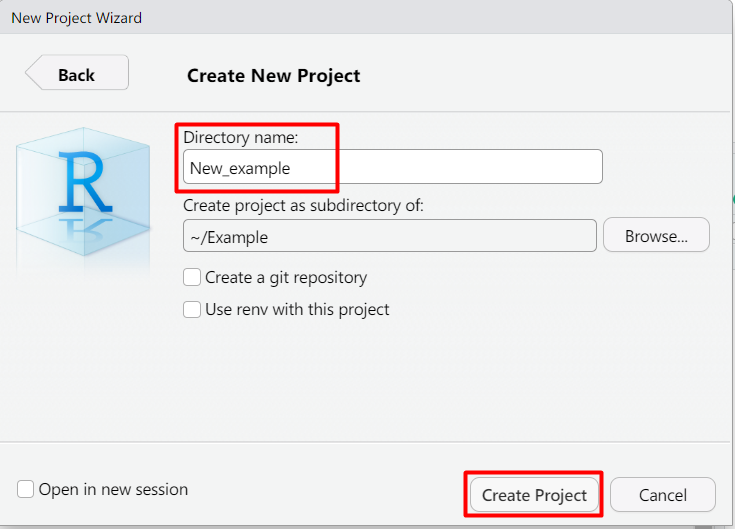 New Project Wizard
Back
Create New Project
R
Directory name:
New_example
Create project as subdirectory of:
~/Example
Browse...
Create a git repository
Use renv with this project
Open in new session
Create Project
Cancel